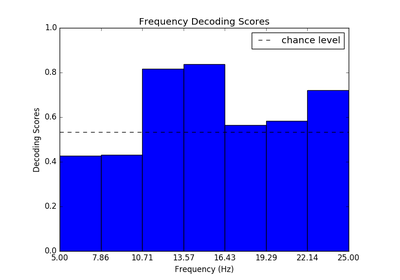 Frequency Decoding Scores
chance level
1.0
0.8
0.6
0.4
0.2
0.0
Decoding Scores
5.00 7.86 10.71 13.57 16.43 19.29 22.14 25.00
Frequency (Hz)